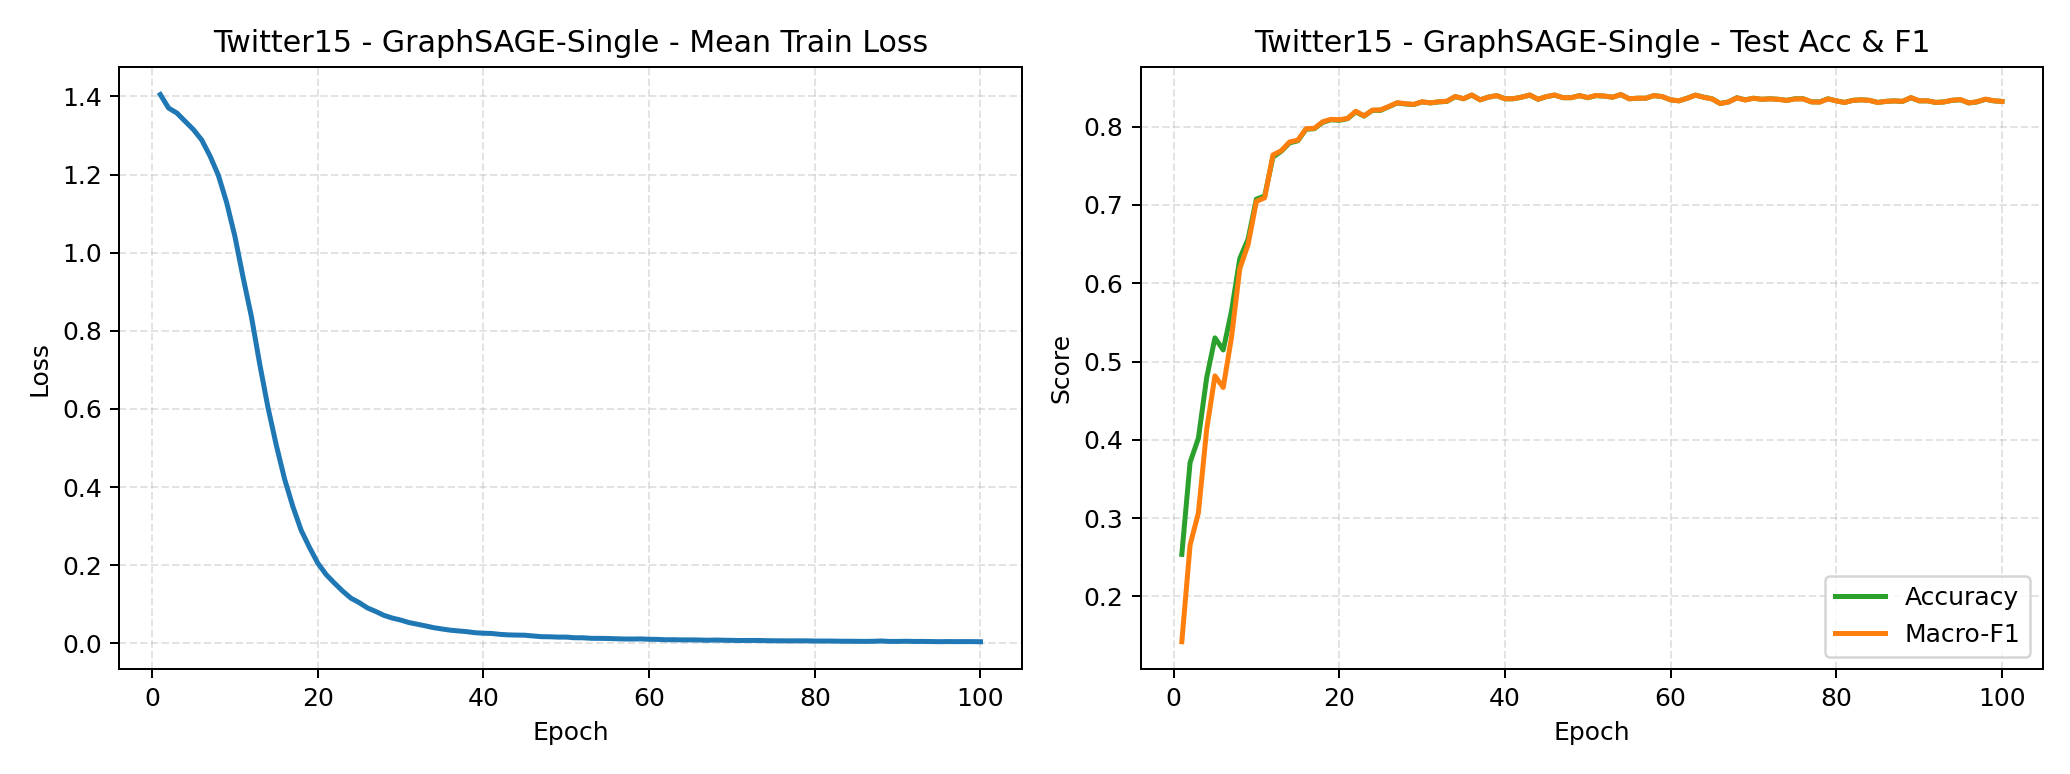 Twitter15 - GraphSAGE-Single - Mean Train Loss
1.4
1.2
1.0
0.8
0.6
0.4
0.2
0.0
Loss
0 20 40 60 80 100
Epoch
Twitter15 - GraphSAGE-Single - Test Acc & F1
0.8
0.7
0.6
0.5
0.4
0.3
0.2
Score
Accuracy
Macro-F1
0 20 40 60 80 100
Epoch